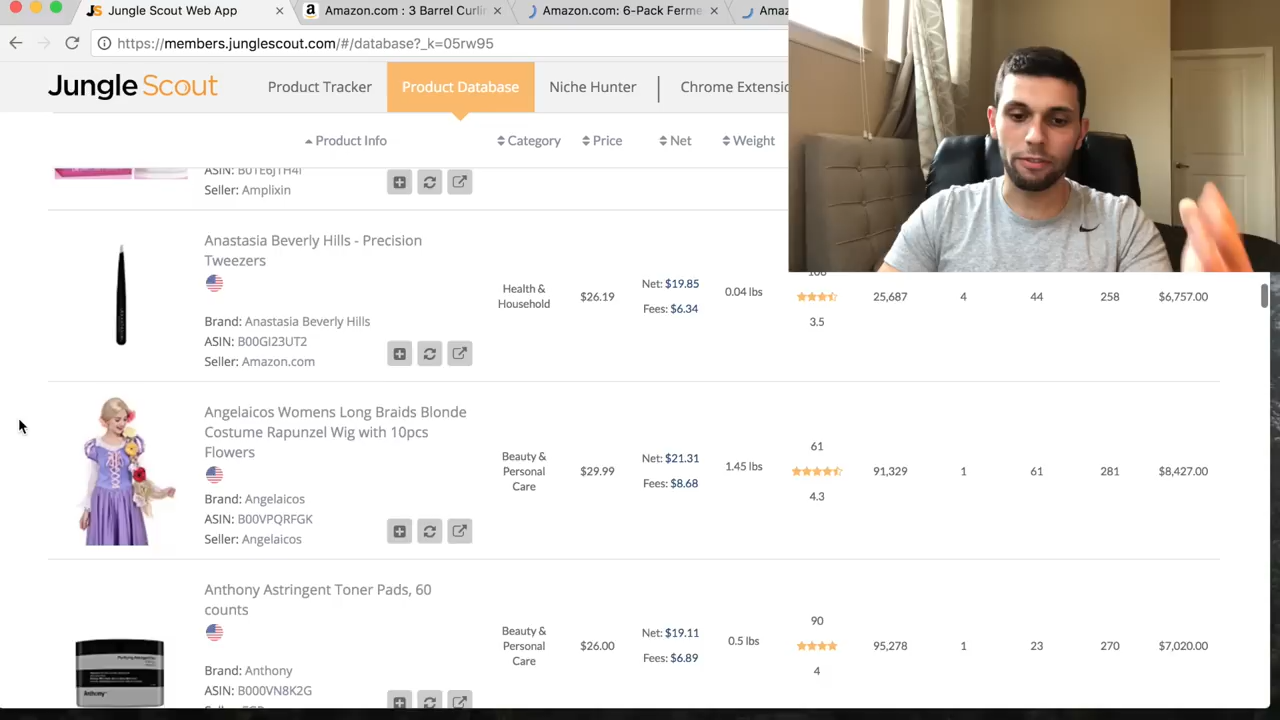 Jungle Scout Web App
Amazon.com : 3 Barrel Curlin
Amazon.com: 6-Pack Ferme
Amaz
https://members.junglescout.com/#/database?_k=05rw95
Jungle Scout
Product Tracker
Product Database
Niche Hunter
Chrome Extensio
Product Info
Category
Price
Net
Weight
Seller: Amplixin
Anastasia Beverly Hills - Precision
Tweezers
Brand: Anastasia Beverly Hills
ASIN: B00GI23UT2
Seller: Amazon.com
Health &
Household
$26.19
Net: $19.85
Fees: $6.34
0.04 lbs
3.5
25,687
4
44
258
$6,757.00
Angelaicos Womens Long Braids Blonde
Costume Rapunzel Wig with 10pcs
Flowers
Brand: Angelaicos
ASIN: B00VPQRFGK
Seller: Angelaicos
Beauty &
Personal
Care
$29.99
Net: $21.31
Fees: $8.68
1.45 lbs
61
4.3
91,329
1
61
281
$8,427.00
Anthony Astringent Toner Pads, 60
counts
Brand: Anthony
ASIN: B000VN8K2G
Beauty &
Personal
Care
$26.00
Net: $19.11
Fees: $6.89
0.5 lbs
90
4
95,278
1
23
270
$7,020.00